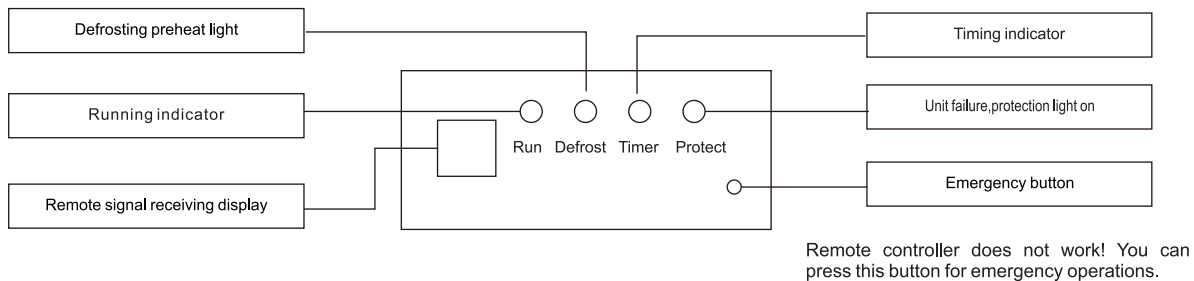 Defrosting preheat light
Timing indicator
Running indicator
Unit failure,protection light on
Run Defrost Timer Protect
Remote signal receiving display
Emergency button
Remote controller does not work! You can
press this button for emergency operations.